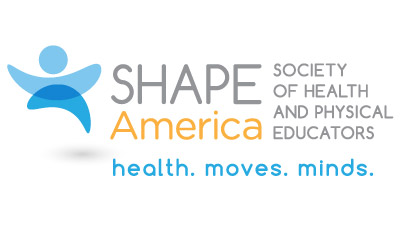 SHAPE
America
SOCIETY
OF HEALTH
AND PHYSICAL
EDUCATORS
health. moves. minds.